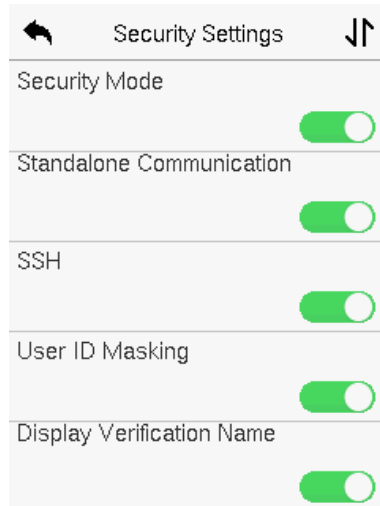 Security Settings
Security Mode
Standalone Communication
SSH
User ID Masking
Display Verification Name